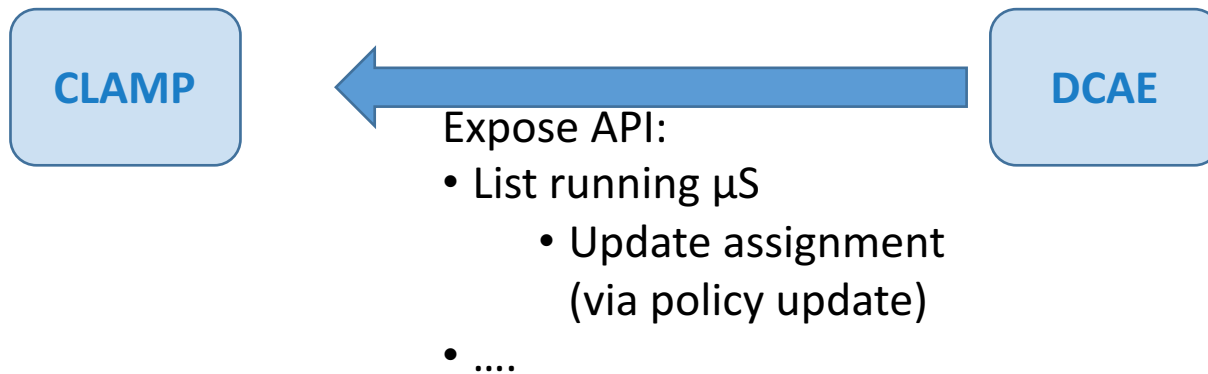 CLAMP
DCAE
Expose API:
• List running µS
• Update assignment
(via policy update)
• ....